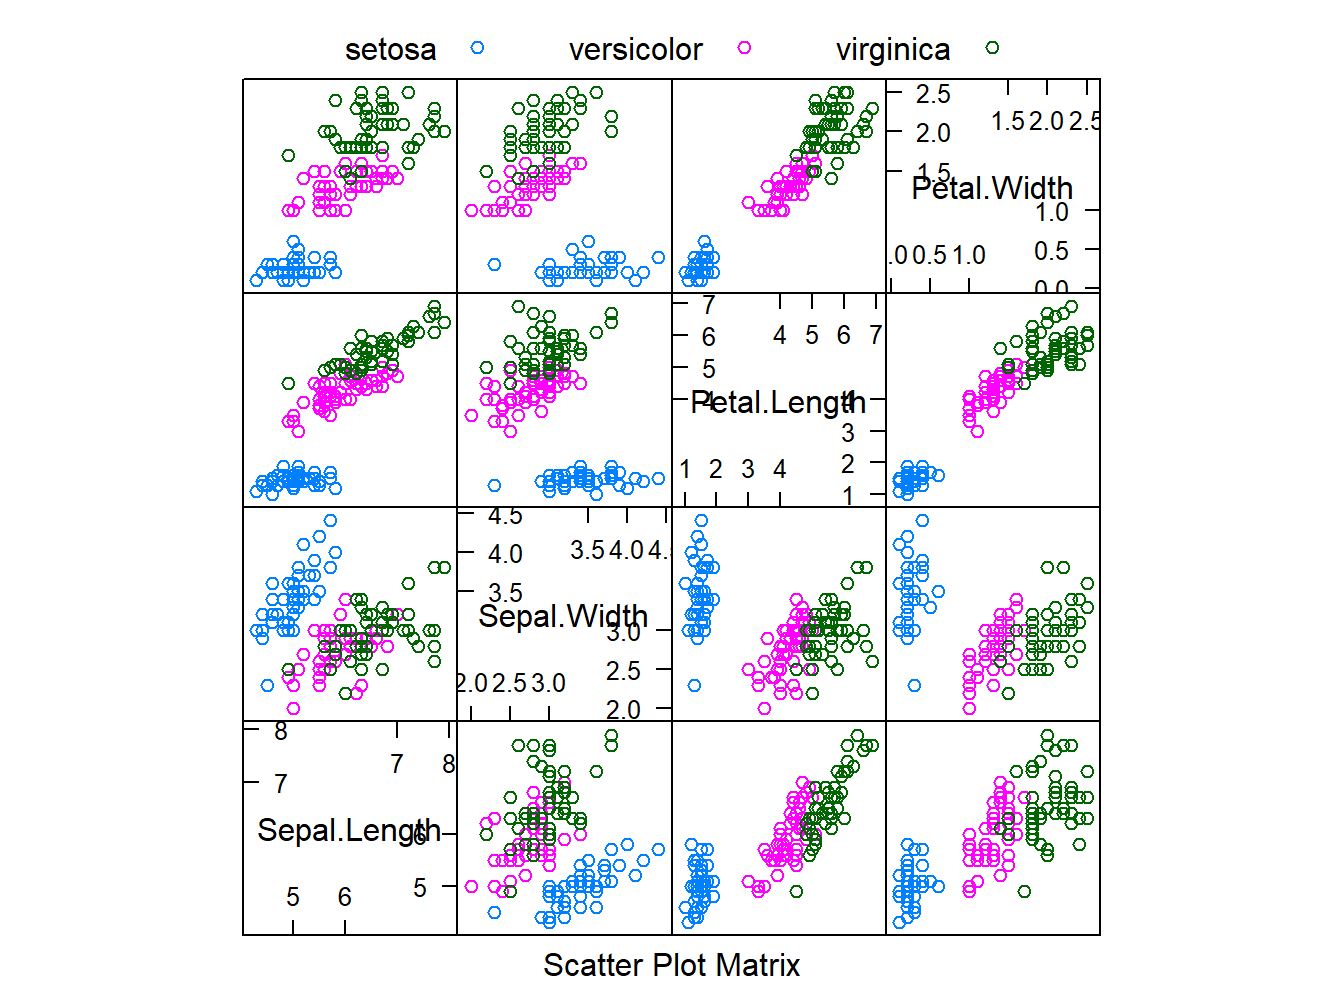 setosa versicolor virginica
2.5 1.5 2.0 2.5
2.0
1.5
Petal.Width
1.0
.0 0.5 1.0 0.5
0.0
7 4 5 6 7
6
5
4 Petal.Length 4
3
1 2 3 4 2
1
4.5
4.0 3.5 4.0 4.
3.5
Sepal.Width 3.0
2.0 2.5 3.0 2.5
2.0
8 7 8
7
Sepal.Length 6
5 6 5
Scatter Plot Matrix